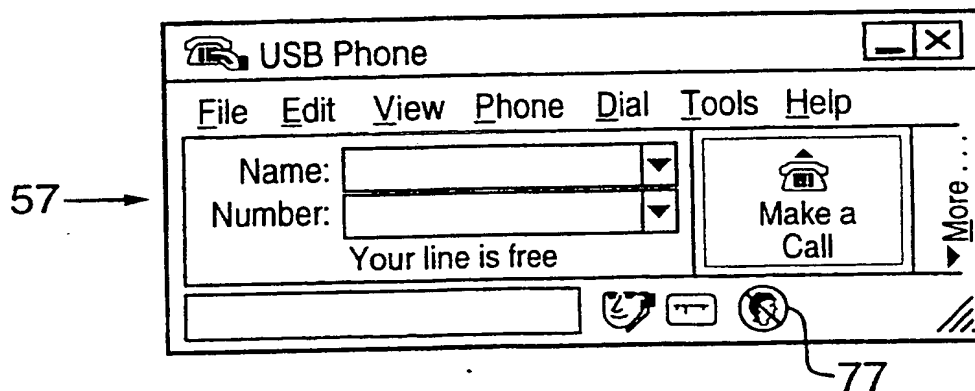 USB Phone
File Edit View Phone Dial Tools Help
Name:
Number:
Your line is free
Make a
Call
More ...
57
77